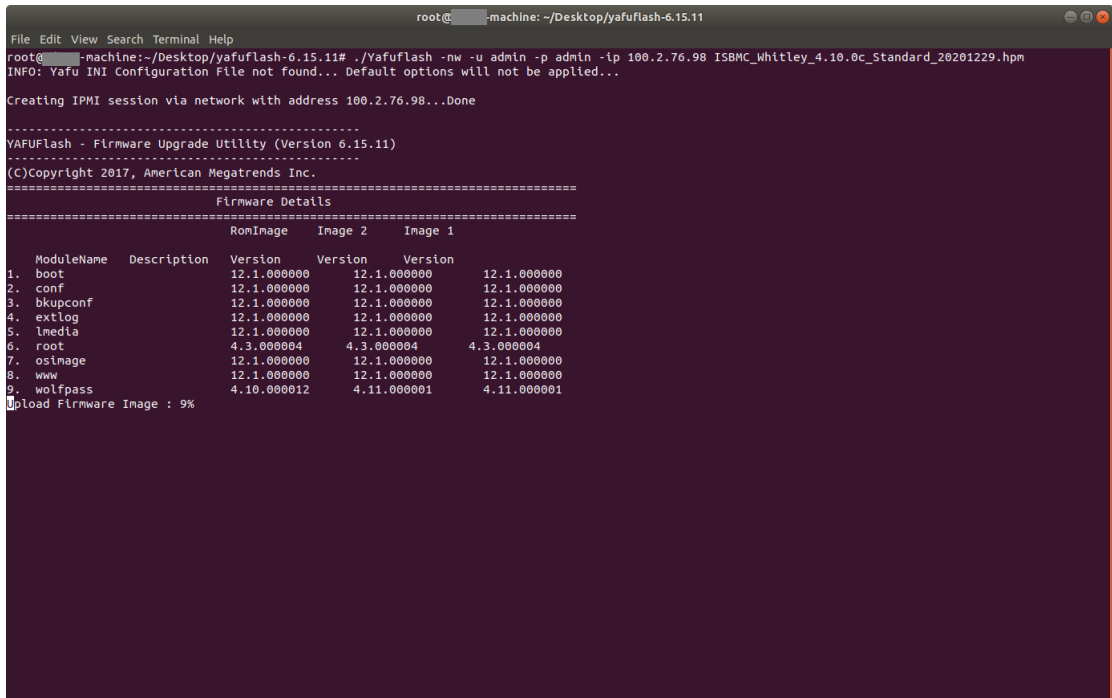 root@ -machine: ~/Desktop/yafuflash-6.15.11
File Edit View Search Terminal Help
root@ -machine:~/Desktop/yafuflash-6.15.11# ./Yafuflash -nw -u admin -p admin -ip 100.2.76.98 ISBMC_Whitley_4.10.0c_Standard_20201229.hpm
INFO: Yafu INI Configuration File not found... Default options will not be applied...
Creating IPMI session via network with address 100.2.76.98...Done
-------------------------------------------------
YAFUFlash - Firmware Upgrade Utility (Version 6.15.11)
-------------------------------------------------
(C)Copyright 2017, American Megatrends Inc.
===============================================================================
Firmware Details
===============================================================================
RomImage Image 2 Image 1
ModuleName Description Version Version Version
1. boot 12.1.000000 12.1.000000 12.1.000000
2. conf 12.1.000000 12.1.000000 12.1.000000
3. bkupconf 12.1.000000 12.1.000000 12.1.000000
4. extlog 12.1.000000 12.1.000000 12.1.000000
5. lmedia 12.1.000000 12.1.000000 12.1.000000
6. root 4.3.000004 4.3.000004 4.3.000004
7. osimage 12.1.000000 12.1.000000 12.1.000000
8. www 12.1.000000 12.1.000000 12.1.000000
9. wolfpass 4.10.000012 4.11.000001 4.11.000001
Upload Firmware Image : 9%